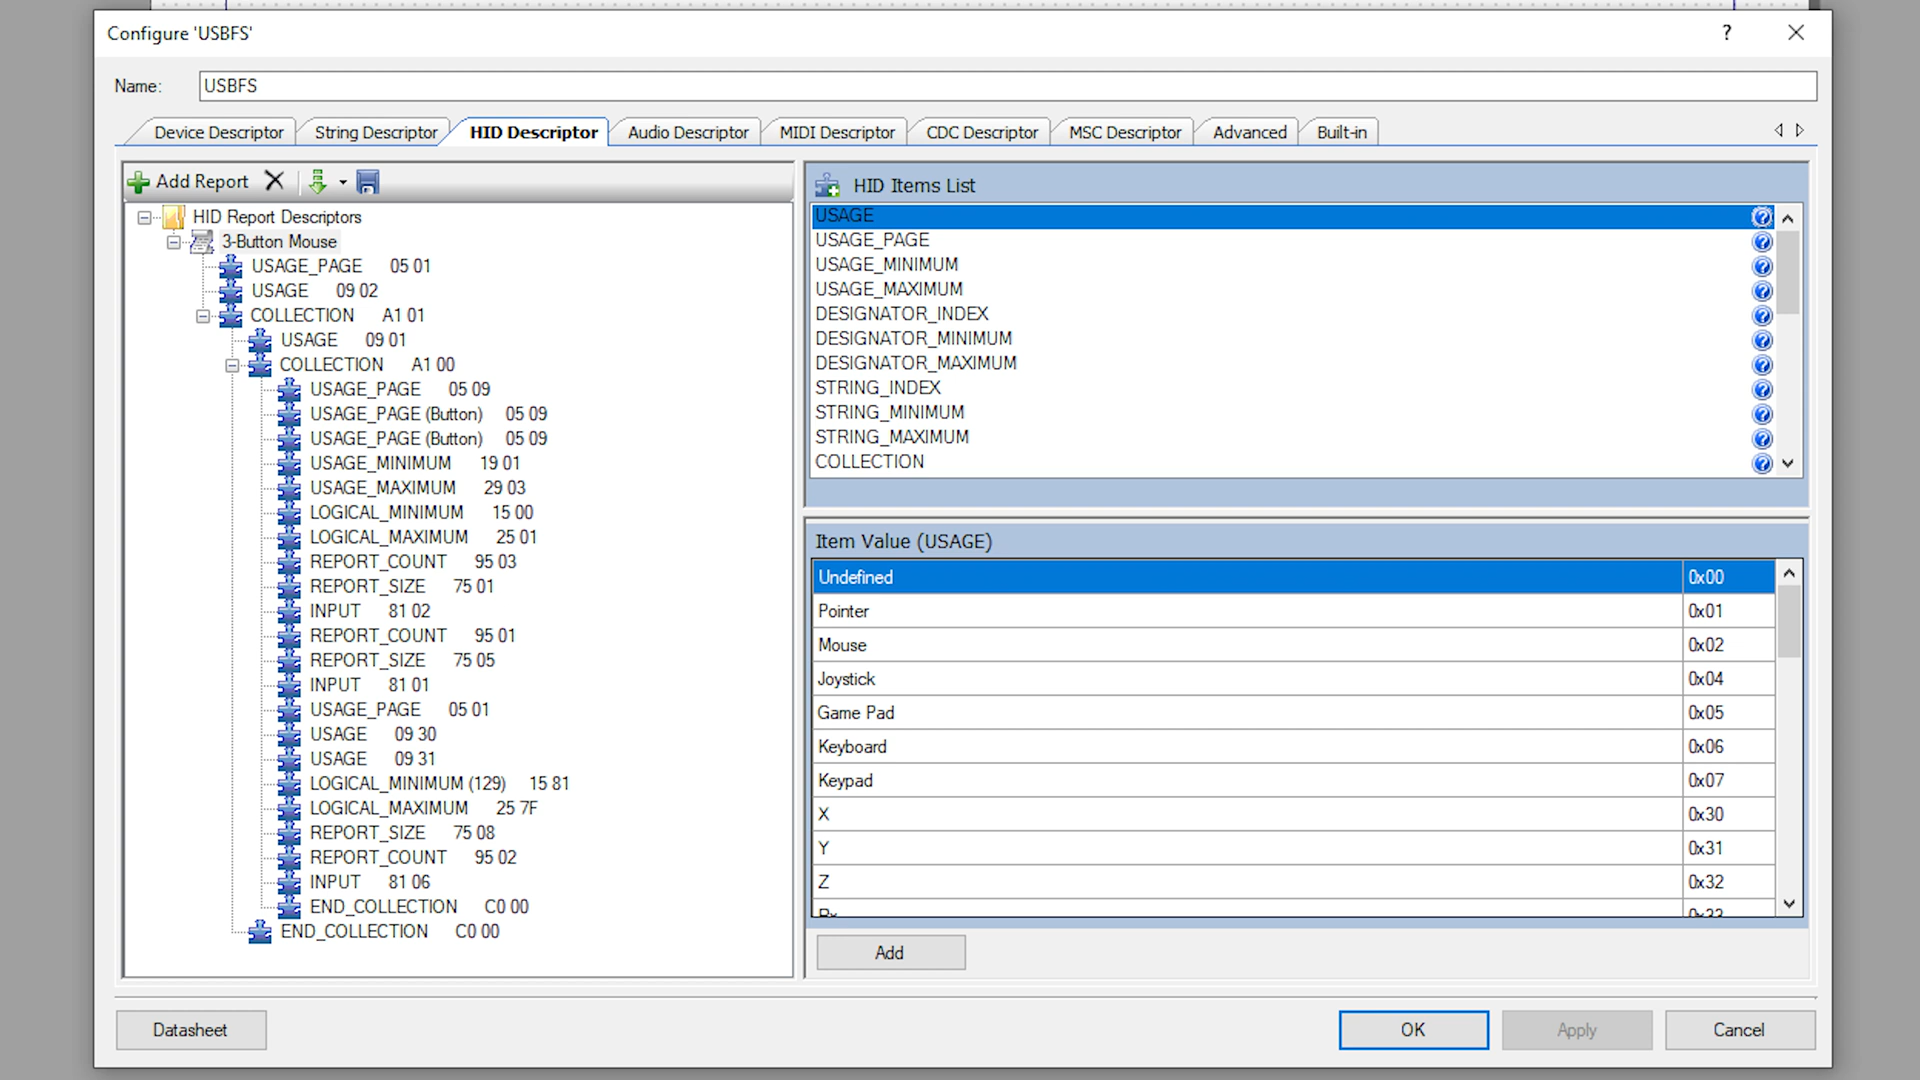 Configure 'USBFS'
?
Name: USBFS
Device Descriptor String Descriptor HID Descriptor Audio Descriptor MIDI Descriptor CDC Descriptor MSC Descriptor Advanced Built-in
Add Report
HID Report Descriptors
3-Button Mouse
USAGE_PAGE 05 01
USAGE 09 02
COLLECTION A1 01
USAGE 09 01
COLLECTION A1 00
USAGE_PAGE 05 09
USAGE_PAGE (Button) 05 09
USAGE_PAGE (Button) 05 09
USAGE_MINIMUM 19 01
USAGE_MAXIMUM 29 03
LOGICAL_MINIMUM 15 00
LOGICAL_MAXIMUM 25 01
REPORT_COUNT 95 03
REPORT_SIZE 75 01
INPUT 81 02
REPORT_COUNT 95 01
REPORT_SIZE 75 05
INPUT 81 01
USAGE_PAGE 05 01
USAGE 09 30
USAGE 09 31
LOGICAL_MINIMUM (129) 15 81
LOGICAL_MAXIMUM 25 7F
REPORT_SIZE 75 08
REPORT_COUNT 95 02
INPUT 81 06
END_COLLECTION C0 00
END_COLLECTION C0 00
HID Items List
USAGE
USAGE_PAGE
USAGE_MINIMUM
USAGE_MAXIMUM
DESIGNATOR_INDEX
DESIGNATOR_MINIMUM
DESIGNATOR_MAXIMUM
STRING_INDEX
STRING_MINIMUM
STRING_MAXIMUM
COLLECTION
Item Value (USAGE)
Undefined 0x00
Pointer 0x01
Mouse 0x02
Joystick 0x04
Game Pad 0x05
Keyboard 0x06
Keypad 0x07
X 0x30
Y 0x31
Z 0x32
Add
Datasheet
OK
Apply
Cancel